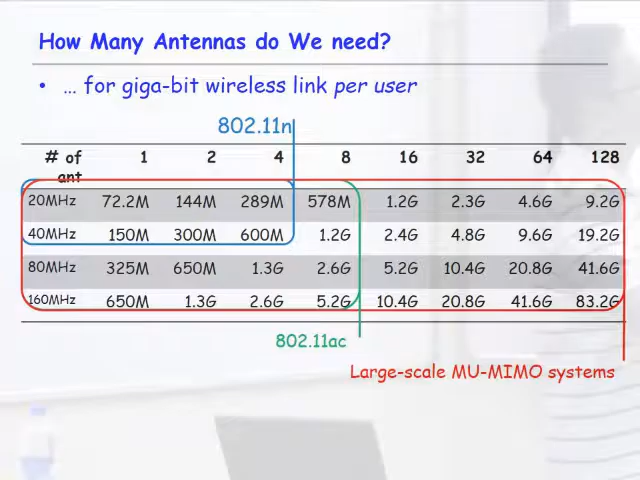 How Many Antennas do We need?
• … for giga-bit wireless link per user
802.11n
# of ant 1 2 4 8 16 32 64 128
20MHz 72.2M 144M 289M 578M 1.2G 2.3G 4.6G 9.2G
40MHz 150M 300M 600M 1.2G 2.4G 4.8G 9.6G 19.2G
80MHz 325M 650M 1.3G 2.6G 5.2G 10.4G 20.8G 41.6G
160MHz 650M 1.3G 2.6G 5.2G 10.4G 20.8G 41.6G 83.2G
802.11ac
Large-scale MU-MIMO systems